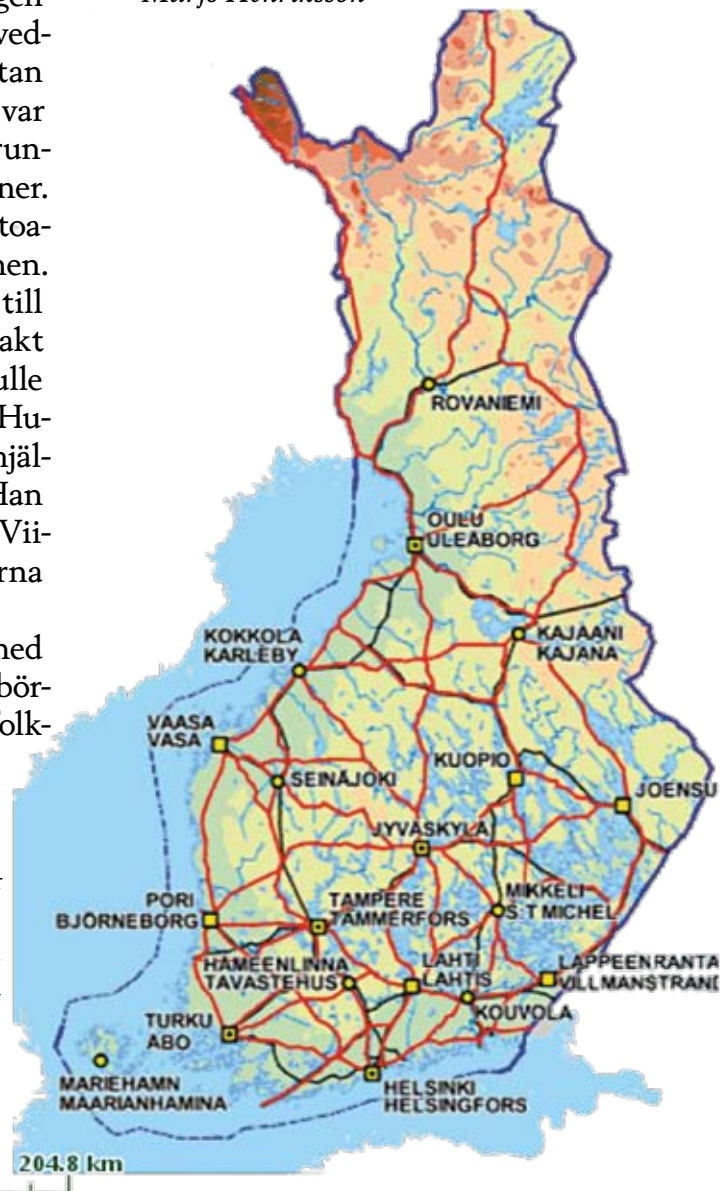 Marjo Henriksson
gen
ved-
tan
var
run-
ner.
toa-
nen.
till
akt
ulle
Hu-
njäl-
Han
Vii-
rna
ned
bör-
olk-
ROVANIEMI
OULU
ULEABORG
KOKKOLA
KARLEBY
KAJAANI
KAJANA
VAASA
VASA
SEINÄJOKI
KUOPIO
JOENSU
JYVÄSKYLÄ
PORI
BJÖRNEBORG
TAMPERE
TAMMERFORS
MIKKELI
S:T MICHEL
HÄMEENLINNA
TAVASTEHUS
LAHTI
LAHTIS
LAPPEENRANTA
VILLMANSTRAND
KOUVOLA
TURKU
ABO
MARIEHAMN
MAARIANHAMINA
HELSINKI
HELSINGFORS
204.8 km